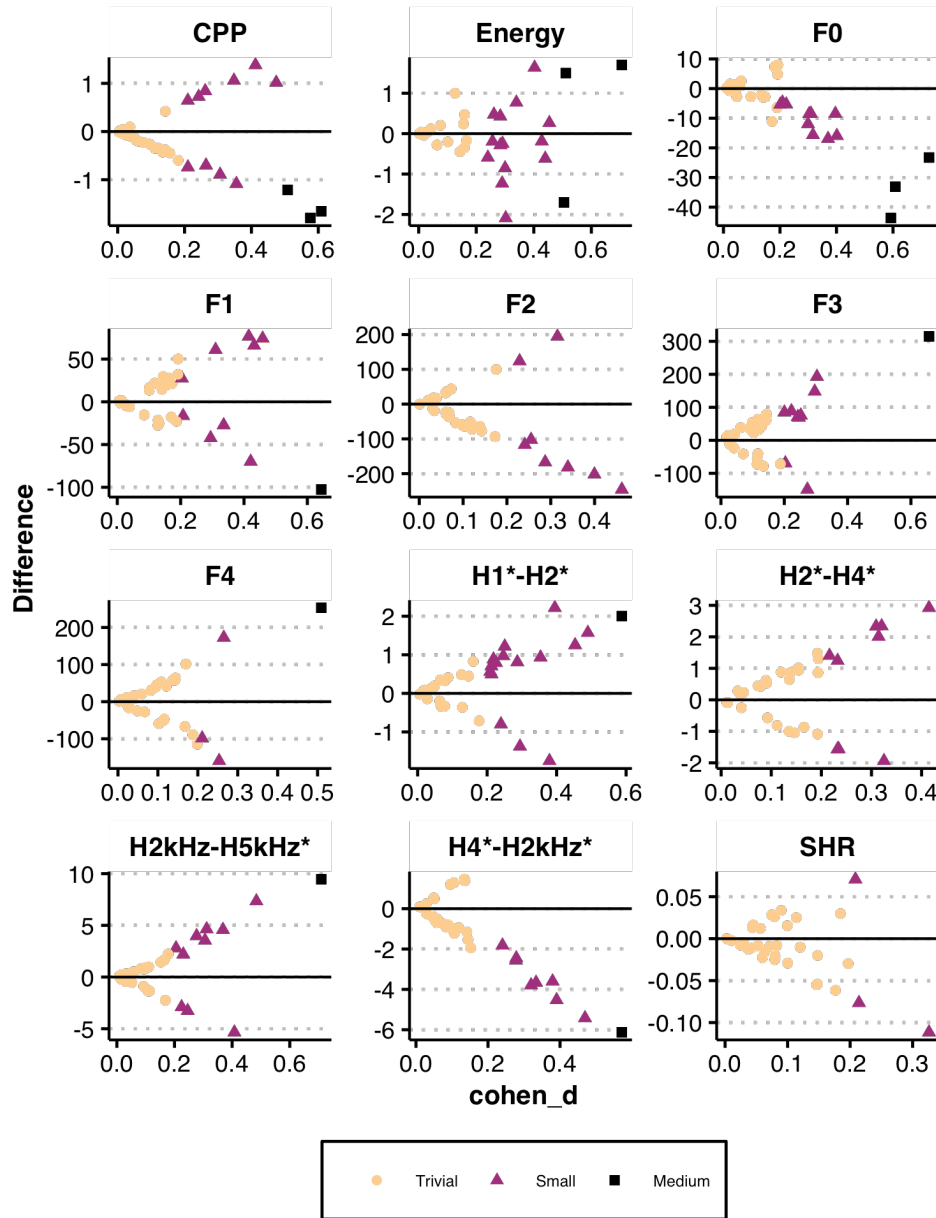 CPP Energy F0
1 0 -1
1 0 -1 -2
10 0 -10 -20 -30 -40
0.0 0.2 0.4 0.6 0.0 0.2 0.4 0.6 0.0 0.2 0.4 0.6
F1 F2 F3
50 0 -50 -100
200 100 0 -100 -200
300 200 100 0 -100
0.0 0.2 0.4 0.6 0.0 0.1 0.2 0.3 0.4 0.0 0.2 0.4 0.6
Difference
F4 H1*-H2* H2*-H4*
200 100 0 -100
2 1 0 -1
3 2 1 0 -1 -2
0.0 0.1 0.2 0.3 0.4 0.5 0.0 0.2 0.4 0.6 0.0 0.1 0.2 0.3 0.4
H2kHz-H5kHz* H4*-H2kHz* SHR
10 5 0 -5
0 -2 -4 -6
0.05 0.00 -0.05 -0.10
0.0 0.2 0.4 0.6 0.0 0.2 0.4 0.0 0.1 0.2 0.3
cohen_d
Trivial Small Medium